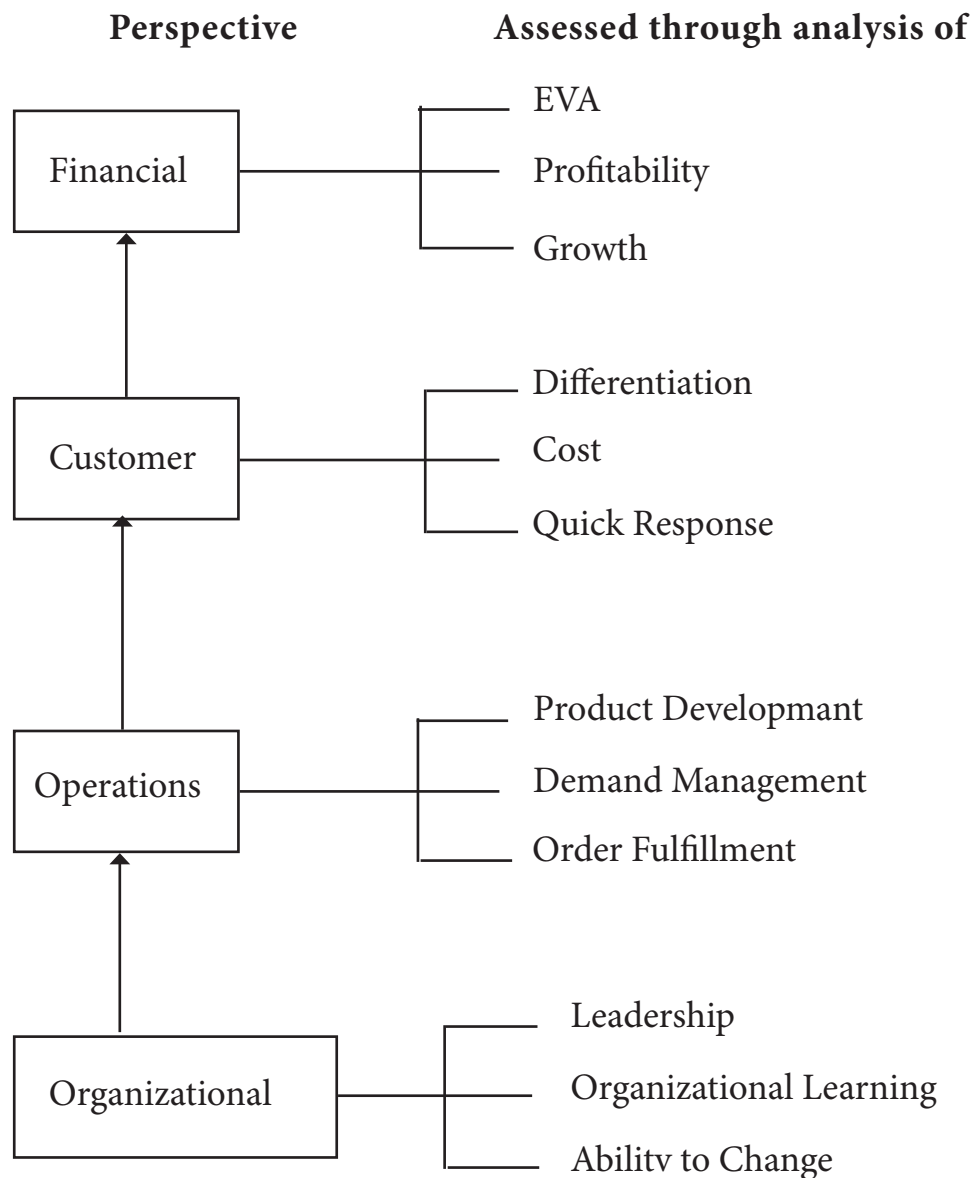 Perspective
Assessed through analysis of
Financial
EVA
Profitability
Growth
Customer
Differentiation
Cost
Quick Response
Operations
Product Developmant
Demand Management
Order Fulfillment
Organizational
Leadership
Organizational Learning
Ability to Change